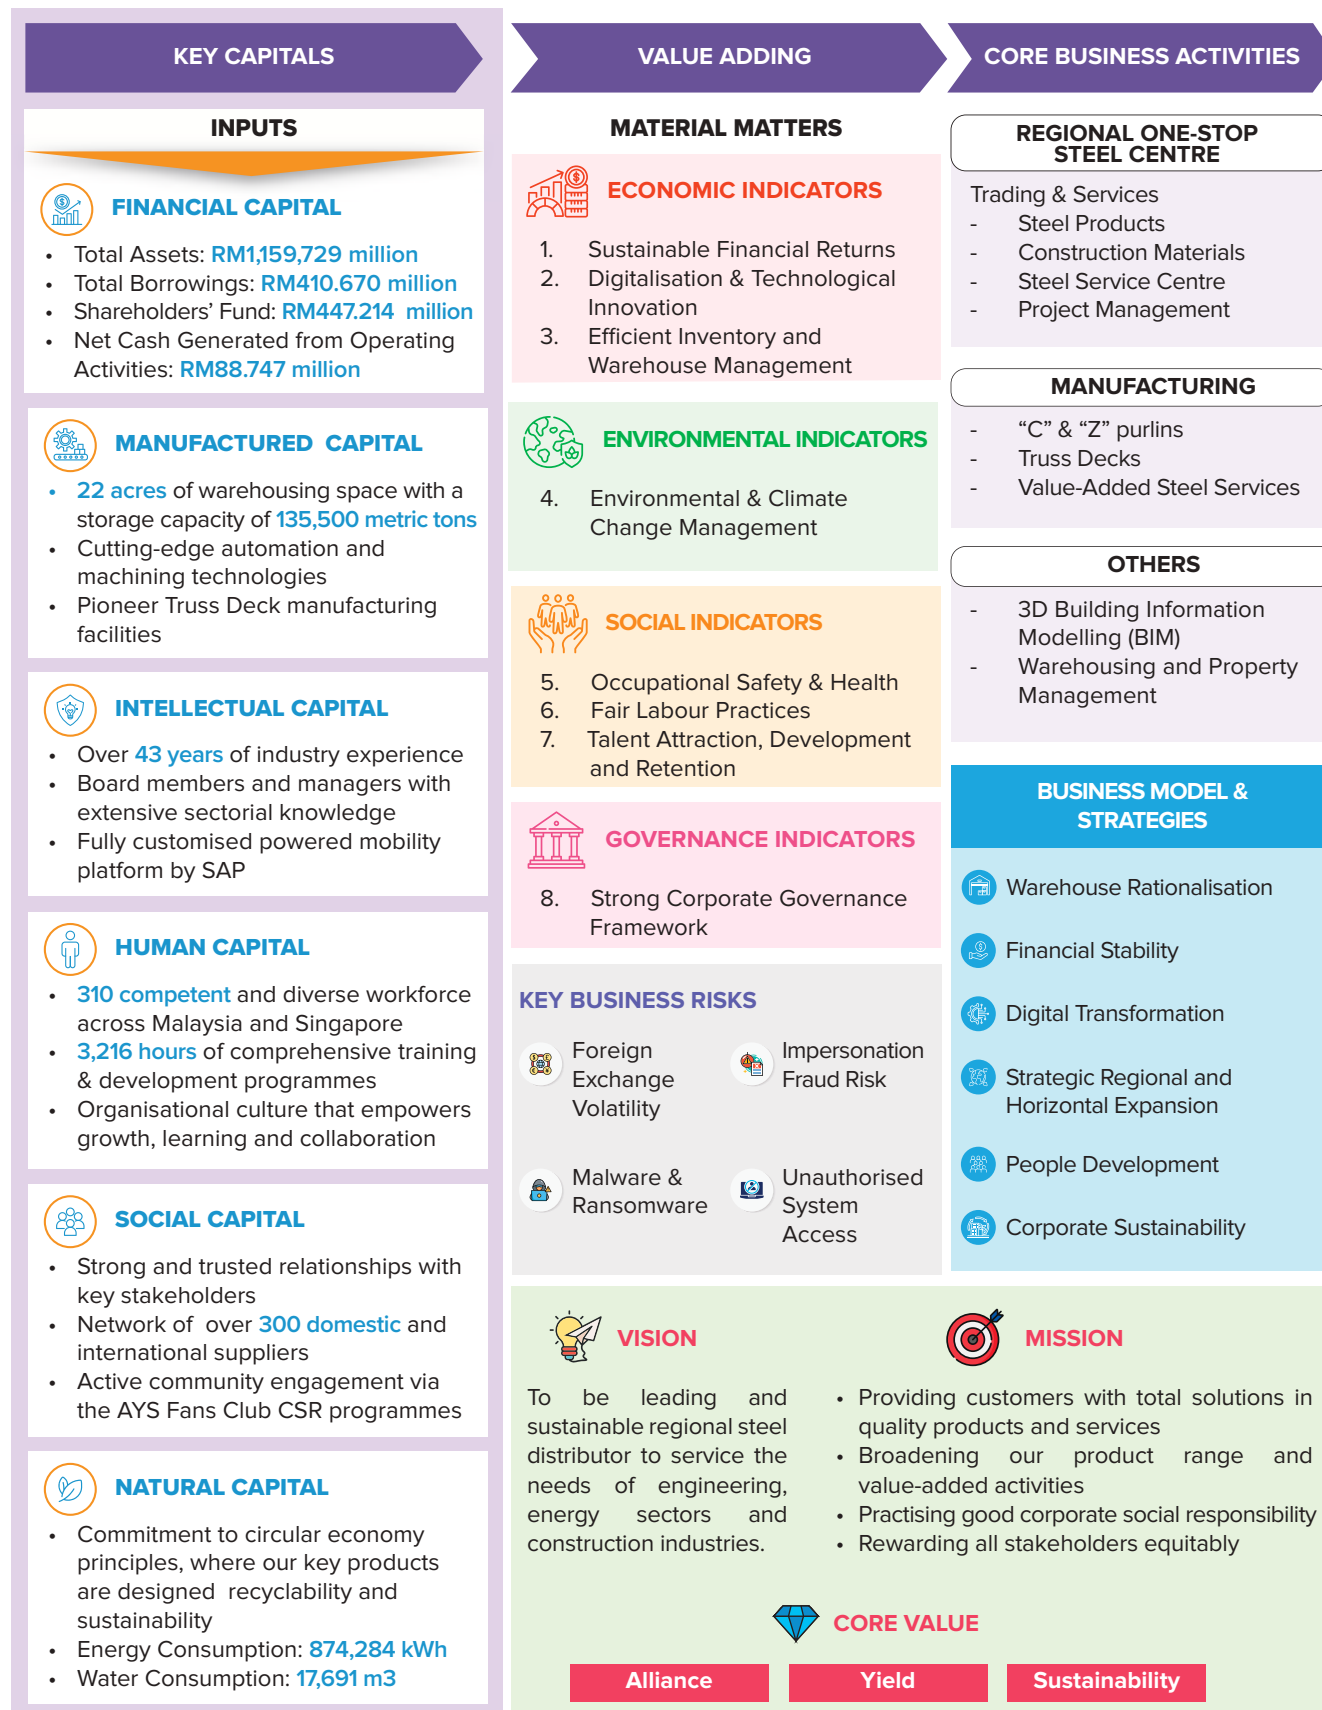 KEY CAPITALS
INPUTS
FINANCIAL CAPITAL
• Total Assets: RM1,159,729 million
• Total Borrowings: RM410.670 million
• Shareholders' Fund: RM447.214 million
• Net Cash Generated from Operating
Activities: RM88.747 million
MANUFACTURED CAPITAL
• 22 acres of warehousing space with a
storage capacity of 135,500 metric tons
• Cutting-edge automation and
machining technologies
• Pioneer Truss Deck manufacturing
facilities
INTELLECTUAL CAPITAL
• Over 43 years of industry experience
• Board members and managers with
extensive sectorial knowledge
• Fully customised powered mobility
platform by SAP
HUMAN CAPITAL
• 310 competent and diverse workforce
across Malaysia and Singapore
• 3,216 hours of comprehensive training
& development programmes
• Organisational culture that empowers
growth, learning and collaboration
SOCIAL CAPITAL
• Strong and trusted relationships with
key stakeholders
• Network of over 300 domestic and
international suppliers
• Active community engagement via
the AYS Fans Club CSR programmes
NATURAL CAPITAL
• Commitment to circular economy
principles, where our key products
are designed recyclability and
sustainability
• Energy Consumption: 874,284 kWh
• Water Consumption: 17,691 m3
VALUE ADDING
MATERIAL MATTERS
ECONOMIC INDICATORS
1. Sustainable Financial Returns
2. Digitalisation & Technological
Innovation
3. Efficient Inventory and
Warehouse Management
ENVIRONMENTAL INDICATORS
4. Environmental & Climate
Change Management
SOCIAL INDICATORS
5. Occupational Safety & Health
6. Fair Labour Practices
7. Talent Attraction, Development
and Retention
GOVERNANCE INDICATORS
8. Strong Corporate Governance
Framework
KEY BUSINESS RISKS
Foreign
Exchange
Volatility
Impersonation
Fraud Risk
Malware &
Ransomware
Unauthorised
System
Access
CORE BUSINESS ACTIVITIES
REGIONAL ONE-STOP
STEEL CENTRE
Trading & Services
- Steel Products
- Construction Materials
- Steel Service Centre
- Project Management
MANUFACTURING
- “C” & “Z” purlins
- Truss Decks
- Value-Added Steel Services
OTHERS
- 3D Building Information
Modelling (BIM)
- Warehousing and Property
Management
BUSINESS MODEL &
STRATEGIES
Warehouse Rationalisation
Financial Stability
Digital Transformation
Strategic Regional and
Horizontal Expansion
People Development
Corporate Sustainability
VISION
To be leading and
sustainable regional steel
distributor to service the
needs of engineering,
energy sectors and
construction industries.
MISSION
• Providing customers with total solutions in
quality products and services
• Broadening our product range and
value-added activities
• Practising good corporate social responsibility
• Rewarding all stakeholders equitably
CORE VALUE
Alliance
Yield
Sustainability